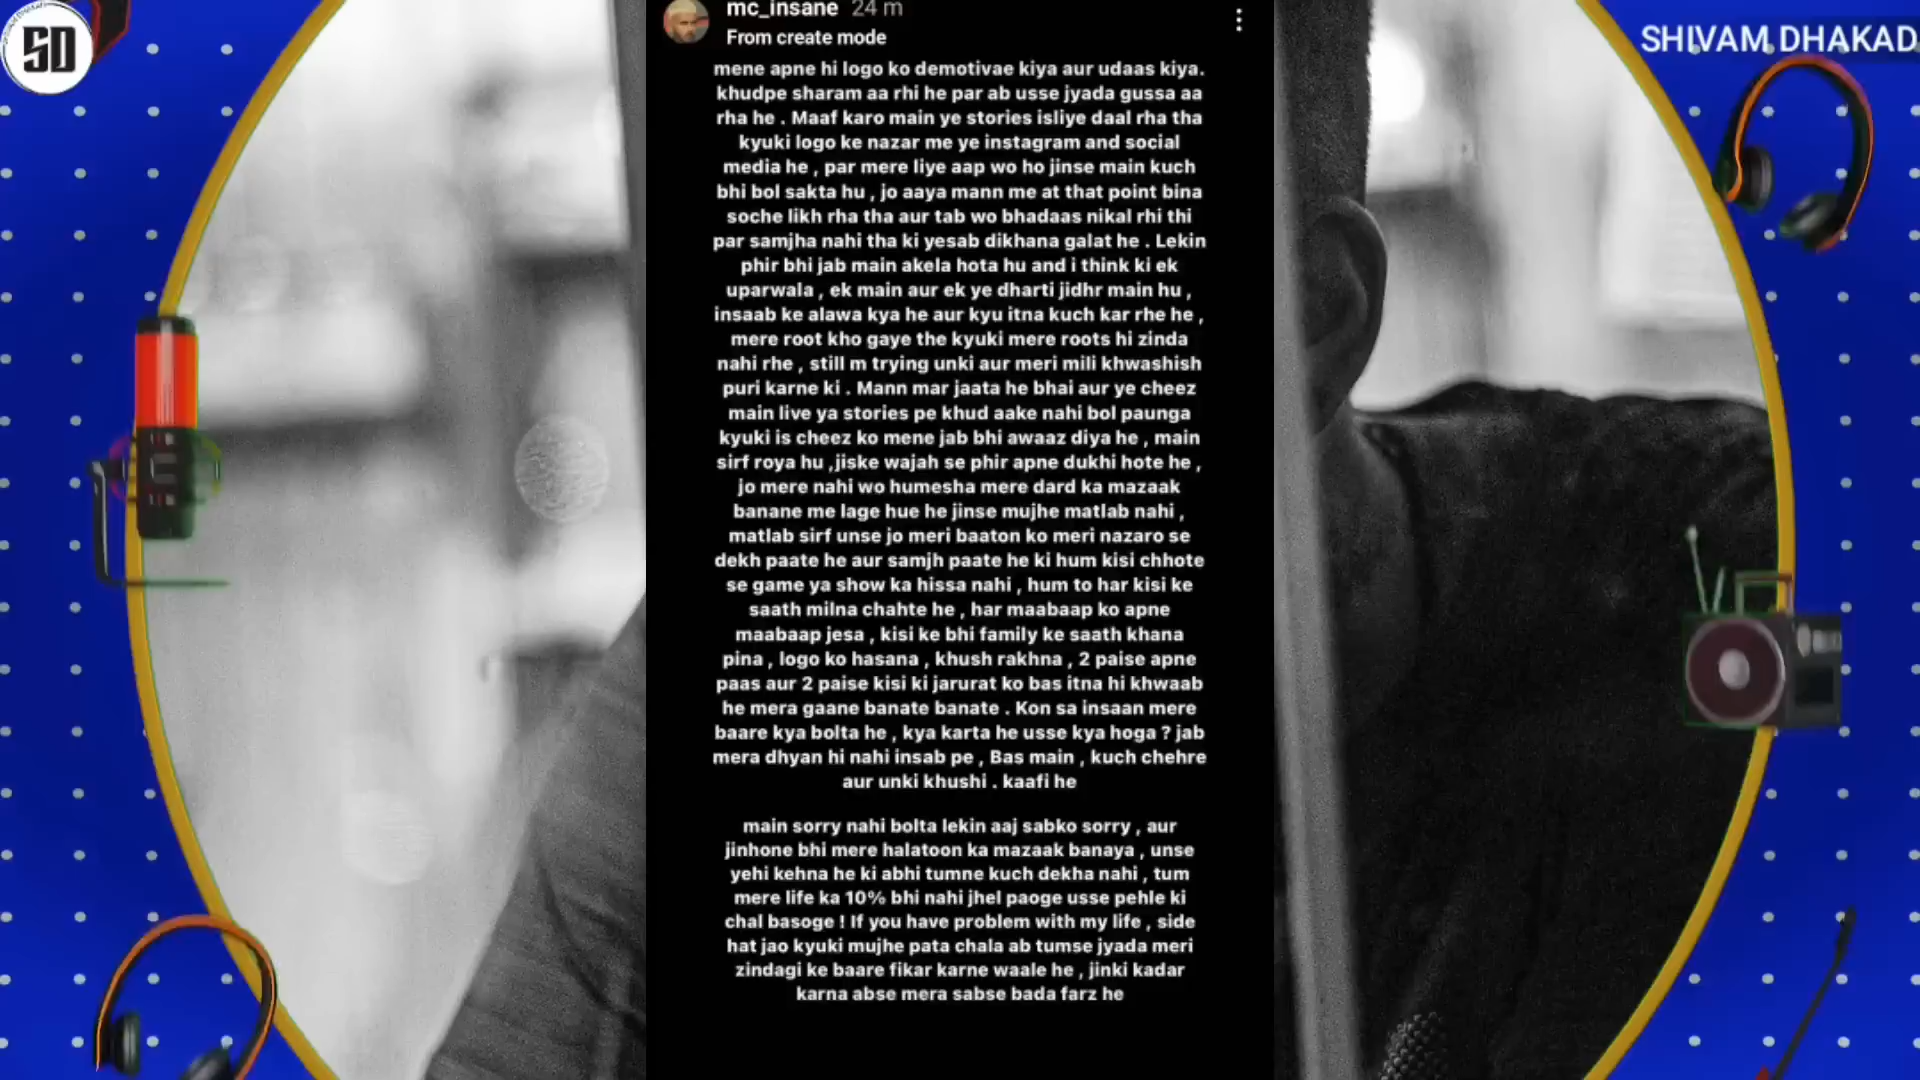 SD
SHIVAM DHAKAD
mc_insane 24 m
From create mode
mene apne hi logo ko demotivae kiya aur udaas kiya.
khudpe sharam aa rhi he par ab usse jyada gussa aa
rha he . Maaf karo main ye stories isliye daal rha tha
kyuki logo ke nazar me ye instagram and social
media he , par mere liye aap wo ho jinse main kuch
bhi bol sakta hu , jo aaya mann me at that point bina
soche likh rha tha aur tab wo bhadaas nikal rhi thi
par samjha nahi tha ki yesab dikhana galat he . Lekin
phir bhi jab main akela hota hu and i think ki ek
uparwala , ek main aur ek ye dharti jidhr main hu ,
insaab ke alawa kya he aur kyu itna kuch kar rhe he ,
mere root kho gaye the kyuki mere roots hi zinda
nahi rhe , still m trying unki aur meri mili khwashish
puri karne ki . Mann mar jaata he bhai aur ye cheez
main live ya stories pe khud aake nahi bol paunga
kyuki is cheez ko mene jab bhi awaaz diya he , main
sirf roya hu ,jiske wajah se phir apne dukhi hote he ,
jo mere nahi wo humesha mere dard ka mazaak
banane me lage hue he jinse mujhe matlab nahi ,
matlab sirf unse jo meri baaton ko meri nazaro se
dekh paate he aur samjh paate he ki hum kisi chhote
se game ya show ka hissa nahi , hum to har kisi ke
saath milna chahte he , har maabaap ko apne
maabaap jesa , kisi ke bhi family ke saath khana
pina , logo ko hasana , khush rakhna , 2 paise apne
paas aur 2 paise kisi ki jarurat ko bas itna hi khwaab
he mera gaane banate banate . Kon sa insaan mere
baare kya bolta he , kya karta he usse kya hoga ? jab
mera dhyan hi nahi insab pe , Bas main , kuch chehre
aur unki khushi . kaafi he
main sorry nahi bolta lekin aaj sabko sorry , aur
jinhone bhi mere halatoon ka mazaak banaya , unse
yehi kehna he ki abhi tumne kuch dekha nahi , tum
mere life ka 10% bhi nahi jhel paoge usse pehle ki
chal basoge ! If you have problem with my life , side
hat jao kyuki mujhe pata chala ab tumse jyada meri
zindagi ke baare fikar karne waale he , jinki kadar
karna abse mera sabse bada farz he